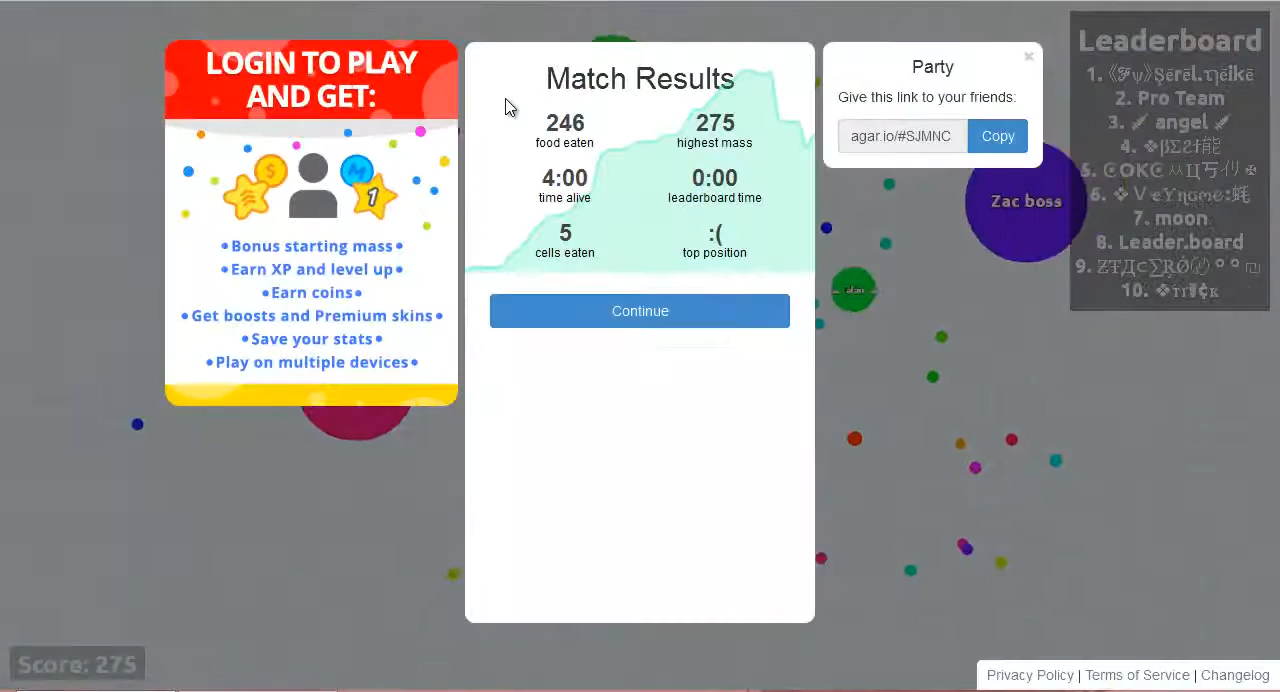 LOGIN TO PLAY
AND GET:
•Bonus starting mass•
•Earn XP and level up•
•Earn coins•
•Get boosts and Premium skins•
•Save your stats•
•Play on multiple devices•
Match Results
246
food eaten
275
highest mass
4:00
time alive
0:00
leaderboard time
5
cells eaten
:(
top position
Continue
Party
×
Give this link to your friends:
agar.io/#SJMNC
Copy
Zac boss
Leaderboard
1.
2. Pro Team
3. angel
4.
5.
6.
7. moon
8. Leader.board
9.
10.
Score: 275
Privacy Policy | Terms of Service | Changelog